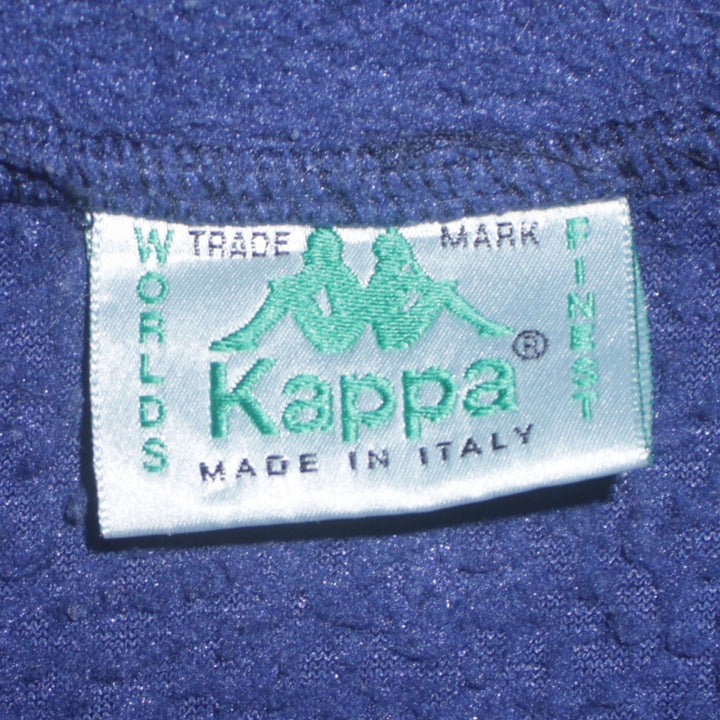 WORLDS
TRADE MARK
FINEST
Kappa®
MADE IN ITALY